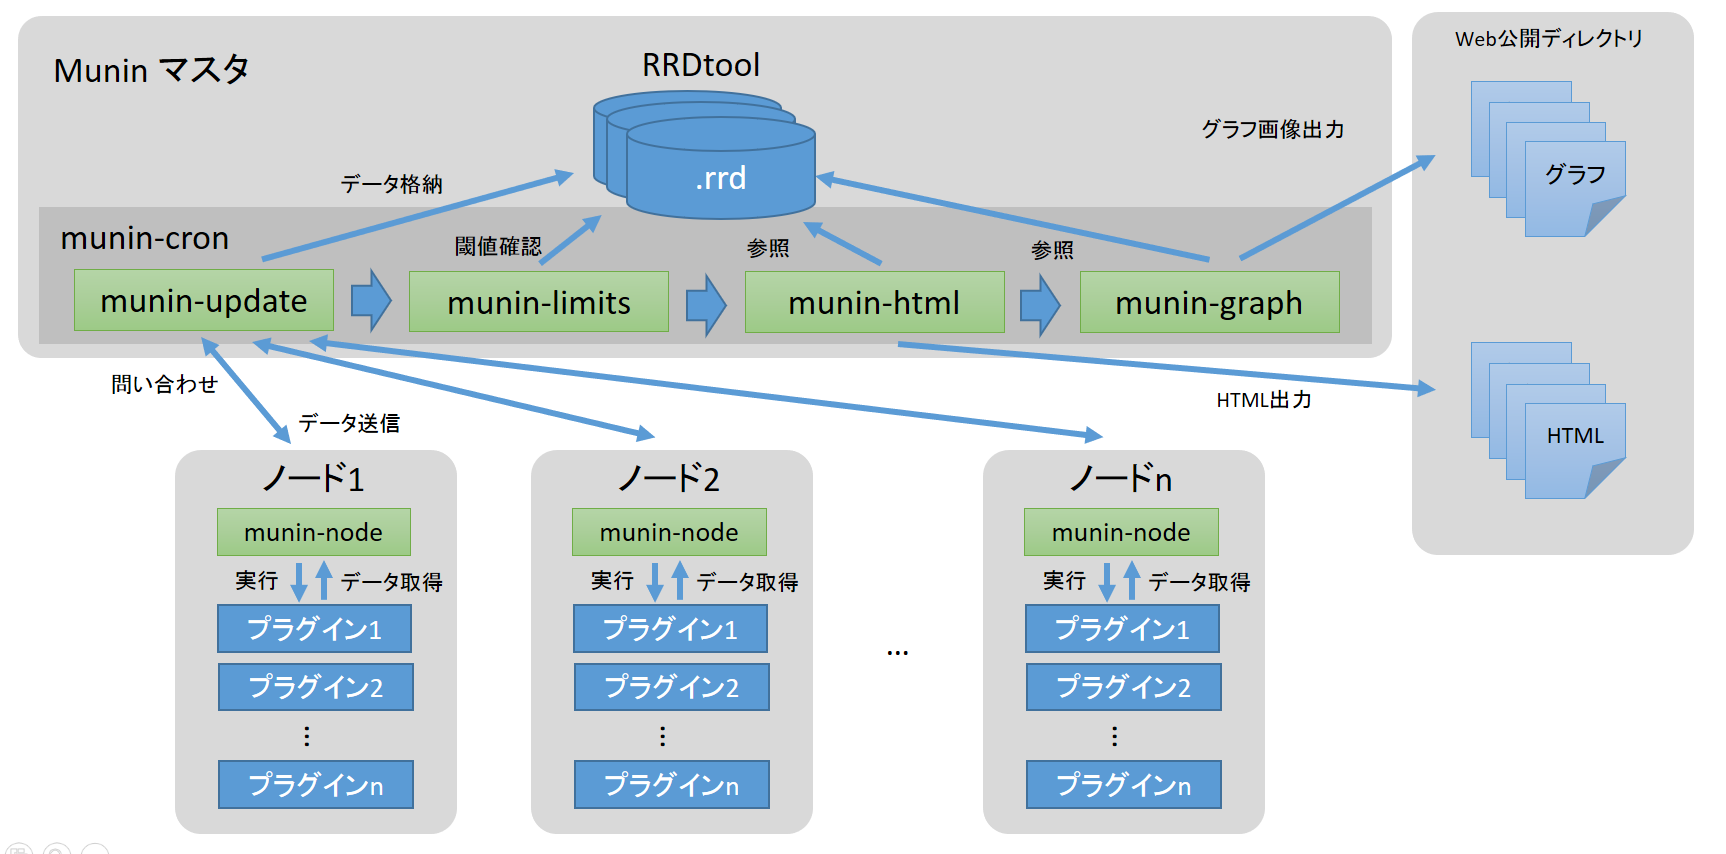 Munin マスタ
RRDtool
.rrd
データ格納
グラフ画像出力
munin-cron
閾値確認
参照
参照
munin-update
munin-limits
munin-html
munin-graph
問い合わせ
データ送信
HTML出力
Web公開ディレクトリ
グラフ
HTML
ノード1
munin-node
実行
データ取得
プラグイン1
プラグイン2
⋮
プラグインn
ノード2
munin-node
実行
データ取得
プラグイン1
プラグイン2
⋮
プラグインn
…
ノードn
munin-node
実行
データ取得
プラグイン1
プラグイン2
⋮
プラグインn